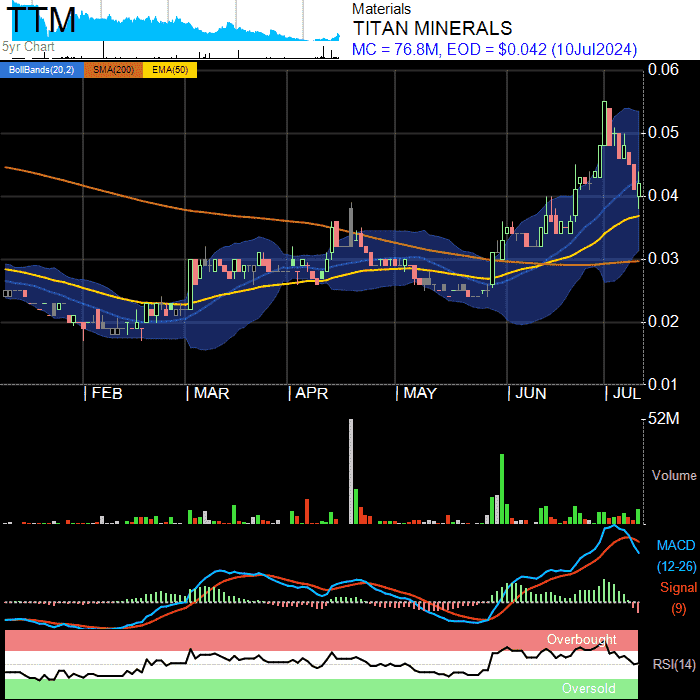 TTM
5yr Chart
Materials
TITAN MINERALS
MC = 76.8M, EOD = $0.042 (10Jul2024)
BollBands(20,2) SMA(200) EMA(50)
0.06
0.05
0.04
0.03
0.02
0.01
| FEB | MAR | APR | MAY | JUN | JUL
52M
Volume
MACD
(12-26)
Signal
(9)
Overbought
RSI(14)
Oversold